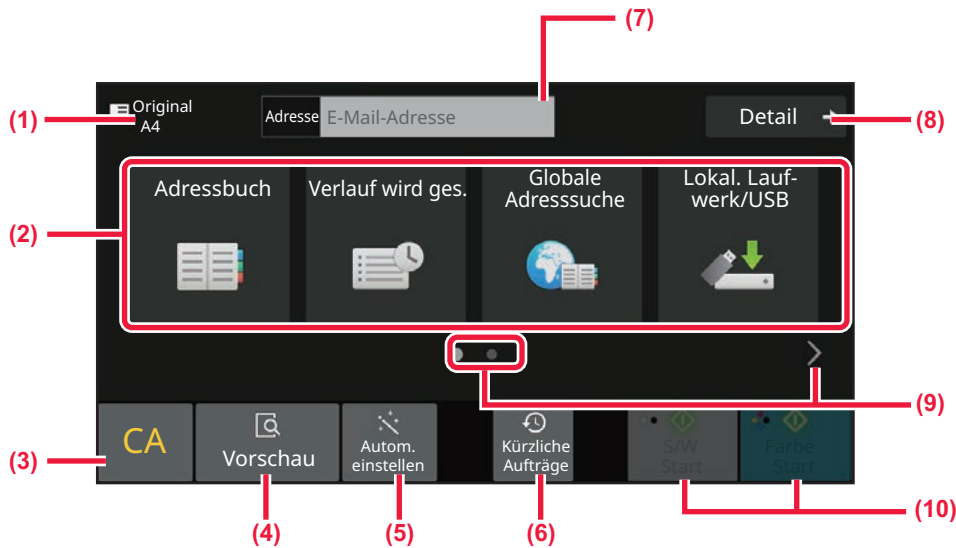 (7)
(1)
Original
A4
Adresse
E-Mail-Adresse
Detail
(8)
(2)
Adressbuch
Verlauf wird ges.
Globale
Adresssuche
Lokal. Lauf-
werk/USB
(9)
(3)
CA
Vorschau
Autom.
einstellen
Kürzliche
Aufträge
S/W
Start
Farbe
Start
(4)
(5)
(6)
(10)